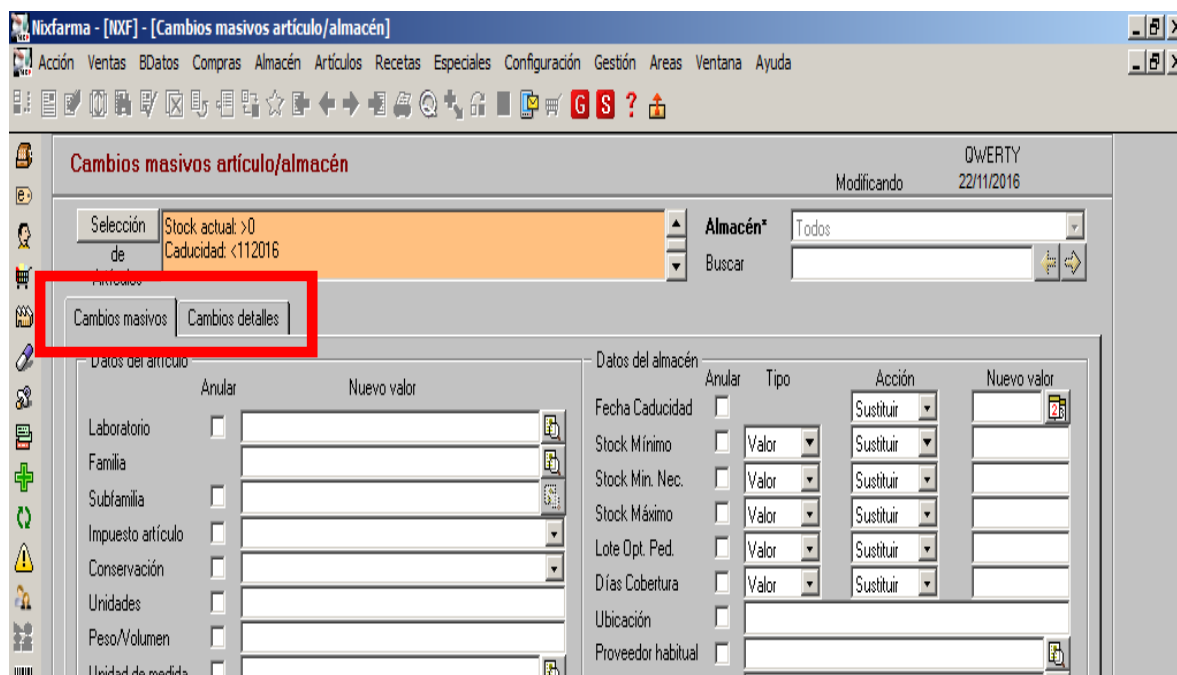 Nixfarma - [NXF] - [Cambios masivos artículo/almacén]
Acción Ventas BDatos Compras Almacén Artículos Recetas Especiales Configuración Gestión Areas Ventana Ayuda
G S ?
Cambios masivos artículo/almacén
QWERTY
Modificando 22/11/2016
Selección
de
Stock actual: >0
Caducidad: <112016
Almacén* Todos
Buscar
Cambios masivos Cambios detalles
Datos del artículo
Anular Nuevo valor
Laboratorio
Familia
Subfamilia
Impuesto artículo
Conservación
Unidades
Peso/Volumen
Unidad de medida
Datos del almacén
Anular Tipo Acción Nuevo valor
Fecha Caducidad Sustituir
Stock Mínimo Valor Sustituir
Stock Min. Nec. Valor Sustituir
Stock Máximo Valor Sustituir
Lote Opt. Ped. Valor Sustituir
Días Cobertura Valor Sustituir
Ubicación
Proveedor habitual